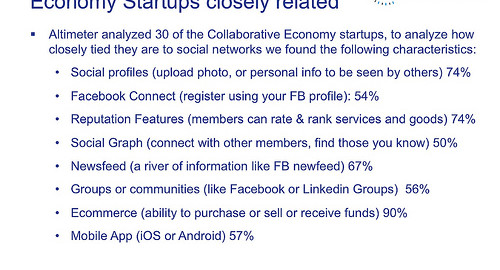 Economy Startups closely related
Altimeter analyzed 30 of the Collaborative Economy startups, to analyze how
closely tied they are to social networks we found the following characteristics:
• Social profiles (upload photo, or personal info to be seen by others) 74%
• Facebook Connect (register using your FB profile): 54%
• Reputation Features (members can rate & rank services and goods) 74%
• Social Graph (connect with other members, find those you know) 50%
• Newsfeed (a river of information like FB newfeed) 67%
• Groups or communities (like Facebook or Linkedin Groups) 56%
• Ecommerce (ability to purchase or sell or receive funds) 90%
• Mobile App (iOS or Android) 57%